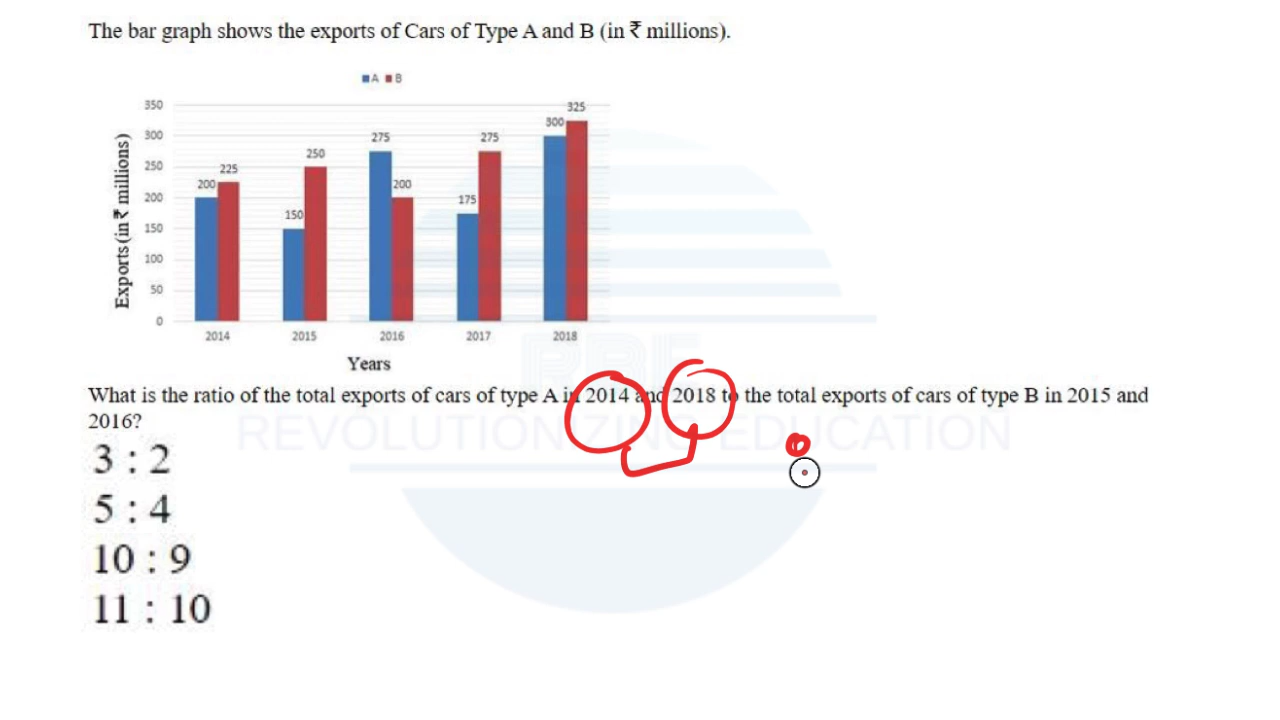 The bar graph shows the exports of Cars of Type A and B (in ₹ millions).
A B
350
300
250
200
150
100
50
0
Exports (in ₹ millions)
200
225
150
250
275
200
175
275
300
325
2014 2015 2016 2017 2018
Years
What is the ratio of the total exports of cars of type A in 2014 and 2018 to the total exports of cars of type B in 2015 and
2016?
REVOLUTIONIZING EDUCATION
3 : 2
5 : 4
10 : 9
11 : 10